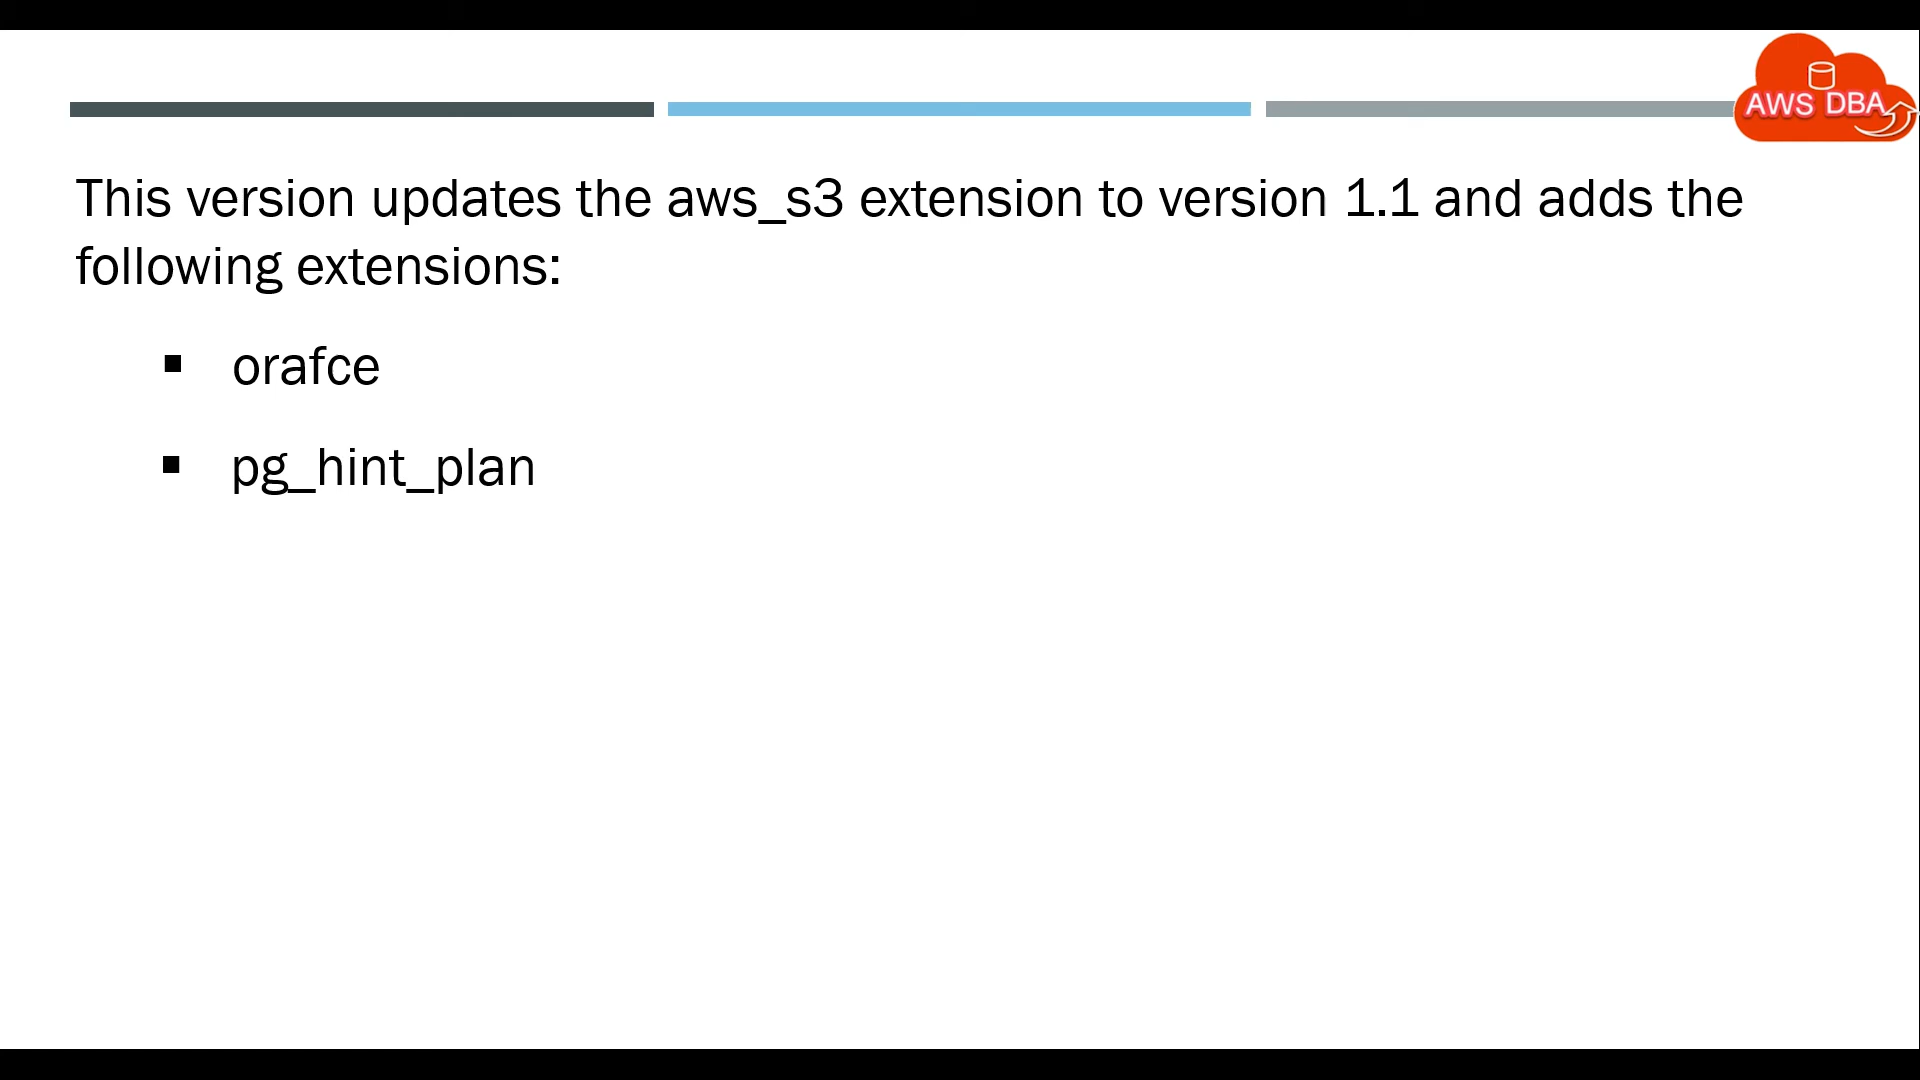 AWS DBA
This version updates the aws_s3 extension to version 1.1 and adds the
following extensions:
▪ orafce
▪ pg_hint_plan